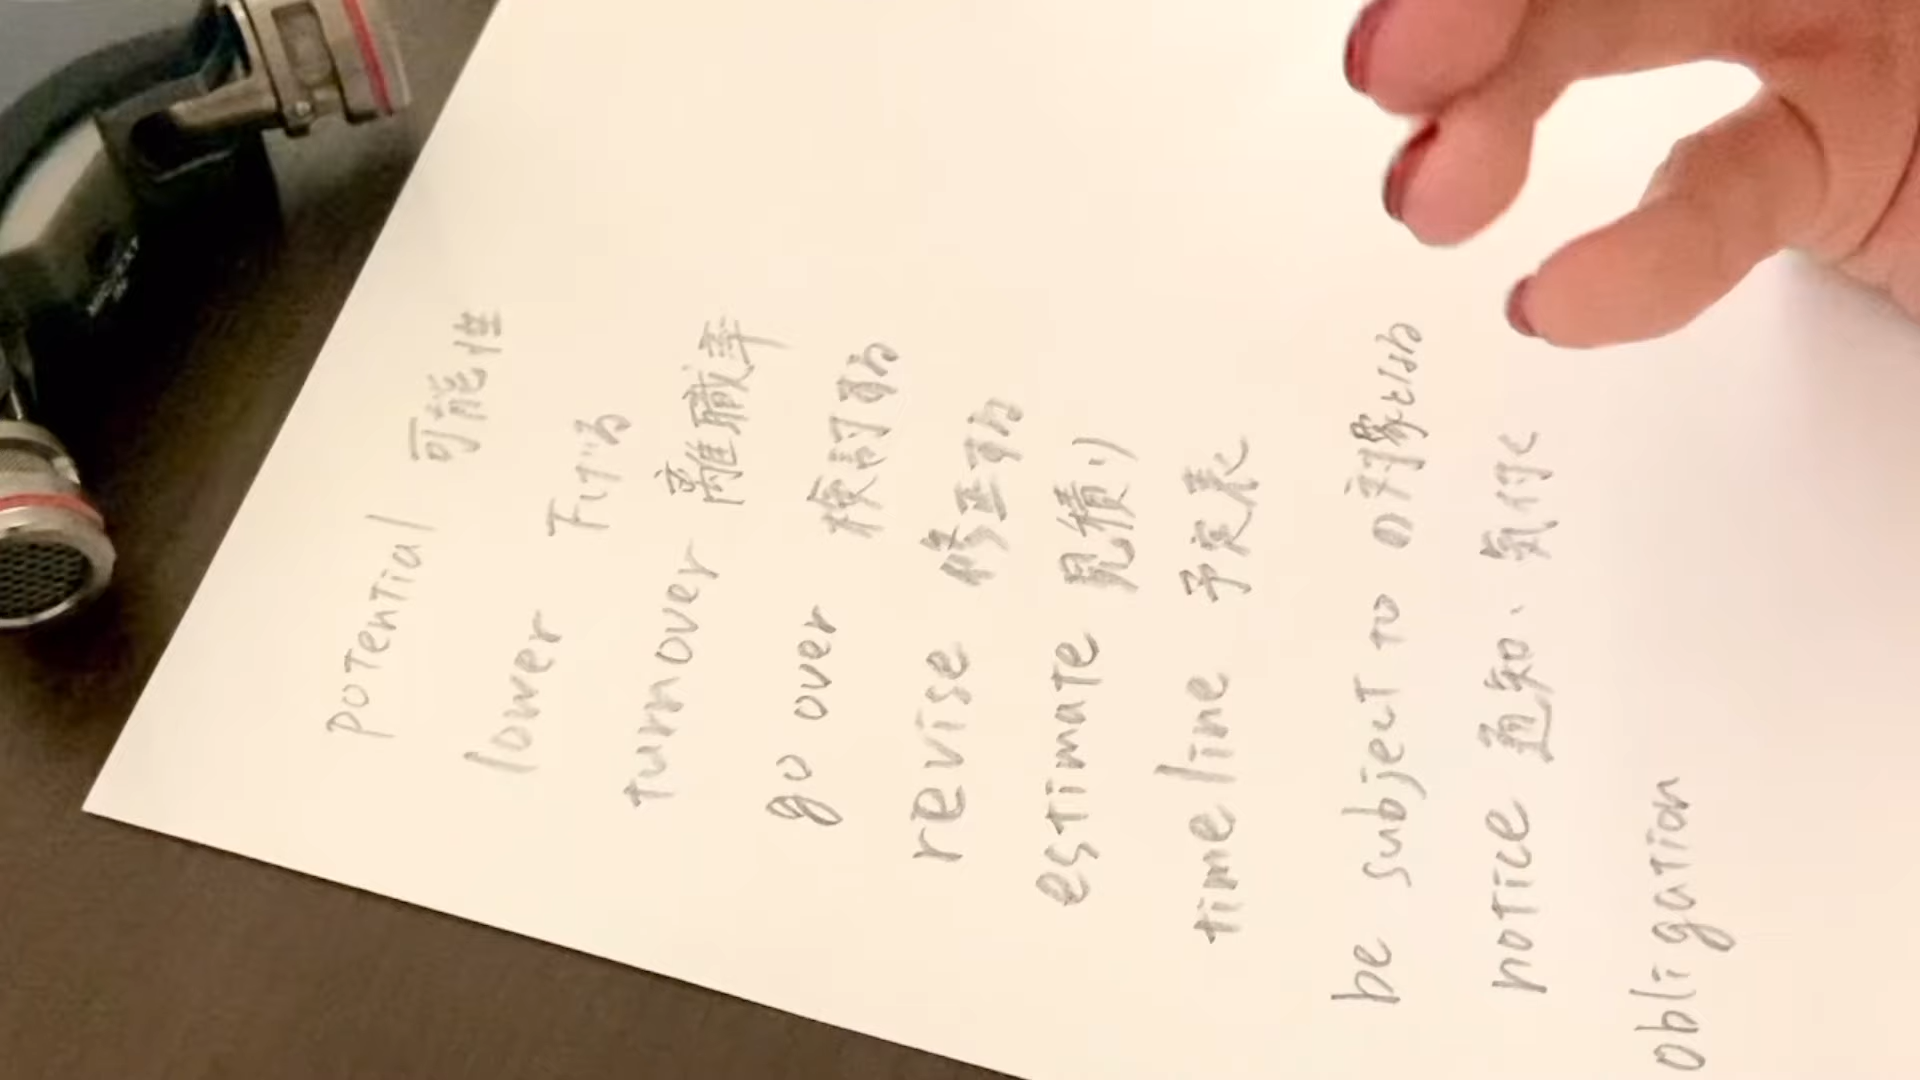 potential 可能性
lower 下げる
turnover 離職率
go over 検討する
revise 修正する
estimate 見積り
timeline 予定表
be subject to の対象となる
notice 通知、気付く
obligation